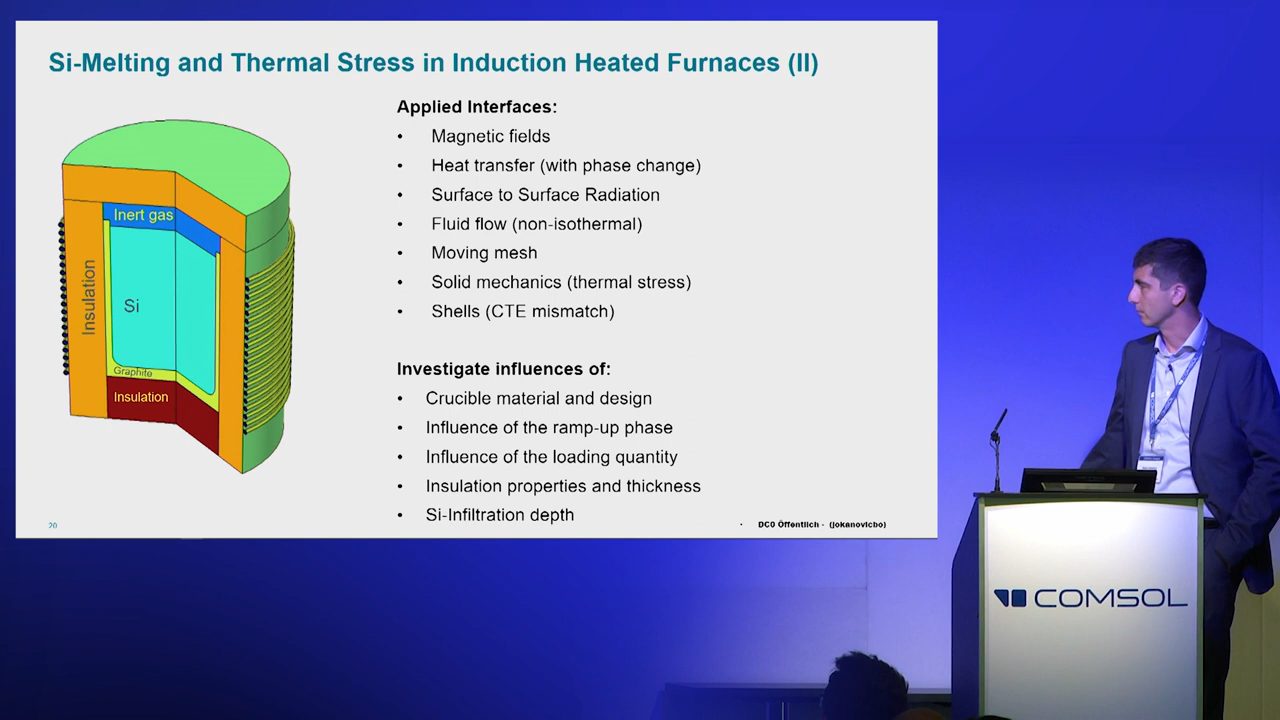 Si-Melting and Thermal Stress in Induction Heated Furnaces (II)
Inert gas
Insulation
Si
Graphite
Insulation
Applied Interfaces:
• Magnetic fields
• Heat transfer (with phase change)
• Surface to Surface Radiation
• Fluid flow (non-isothermal)
• Moving mesh
• Solid mechanics (thermal stress)
• Shells (CTE mismatch)
Investigate influences of:
• Crucible material and design
• Influence of the ramp-up phase
• Influence of the loading quantity
• Insulation properties and thickness
• Si-Infiltration depth
20
• DC0 Öffentlich - (jokanovicbo)
COMSOL